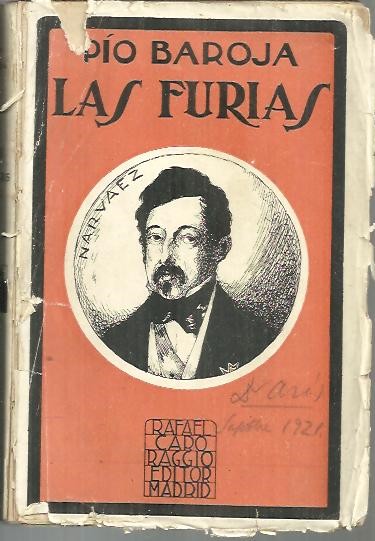 PÍO BAROJA
LAS FURIAS
NARVAEZ
1921.
RAFAEL
CARO
RAGGIO
EDITOR
MADRID